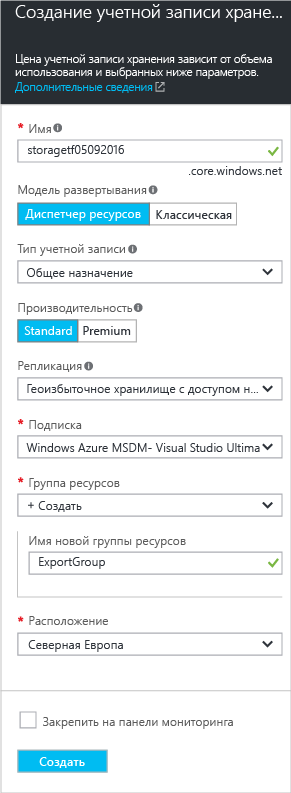 Создание учетной записи хране...
Цена учетной записи хранения зависит от объема
использования и выбранных ниже параметров.
Дополнительные сведения
* Имя
storagetf05092016
.core.windows.net
Модель развертывания
Диспетчер ресурсов Классическая
Тип учетной записи
Общее назначение
Производительность
Standard Premium
Репликация
Геоизбыточное хранилище с доступом н...
* Подписка
Windows Azure MSDM- Visual Studio Ultima
* Группа ресурсов
+ Создать
Имя новой группы ресурсов
ExportGroup
* Расположение
Северная Европа
Закрепить на панели мониторинга
Создать